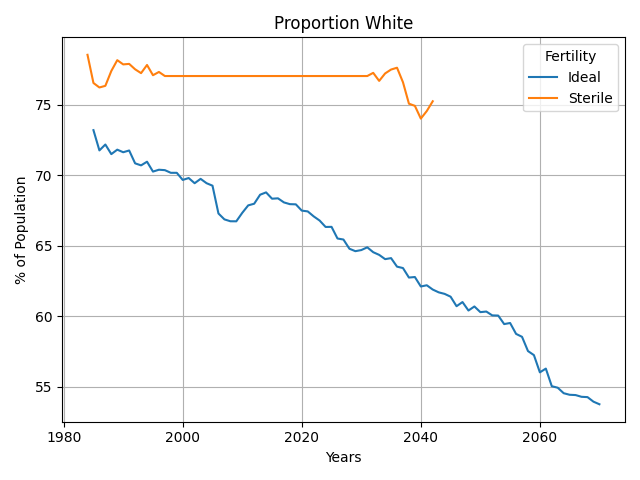 Proportion White
Fertility
Ideal
Sterile
% of Population
75
70
65
60
55
1980
2000
2020
2040
2060
Years